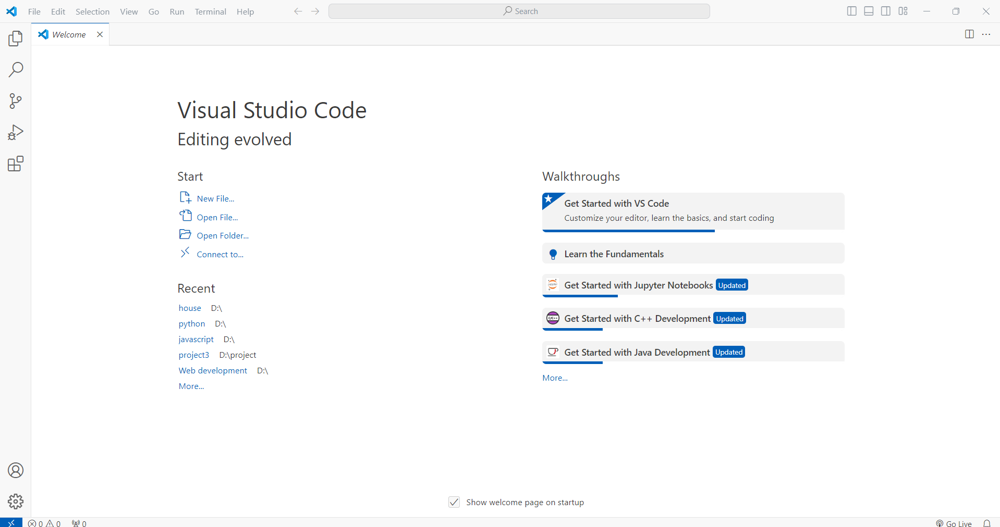 File Edit Selection View Go Run Terminal Help Search
Welcome
Visual Studio Code
Editing evolved
Start
New File...
Open File...
Open Folder...
Connect to...
Recent
house D:\
python D:\
javascript D:\
project3 D:\project
Web development D:\
More...
Walkthroughs
Get Started with VS Code
Customize your editor, learn the basics, and start coding
Learn the Fundamentals
jupyter
Get Started with Jupyter Notebooks Updated
C/C++ Get Started with C++ Development Updated
Get Started with Java Development Updated
More...
Show welcome page on startup
0 0 0 Go Live